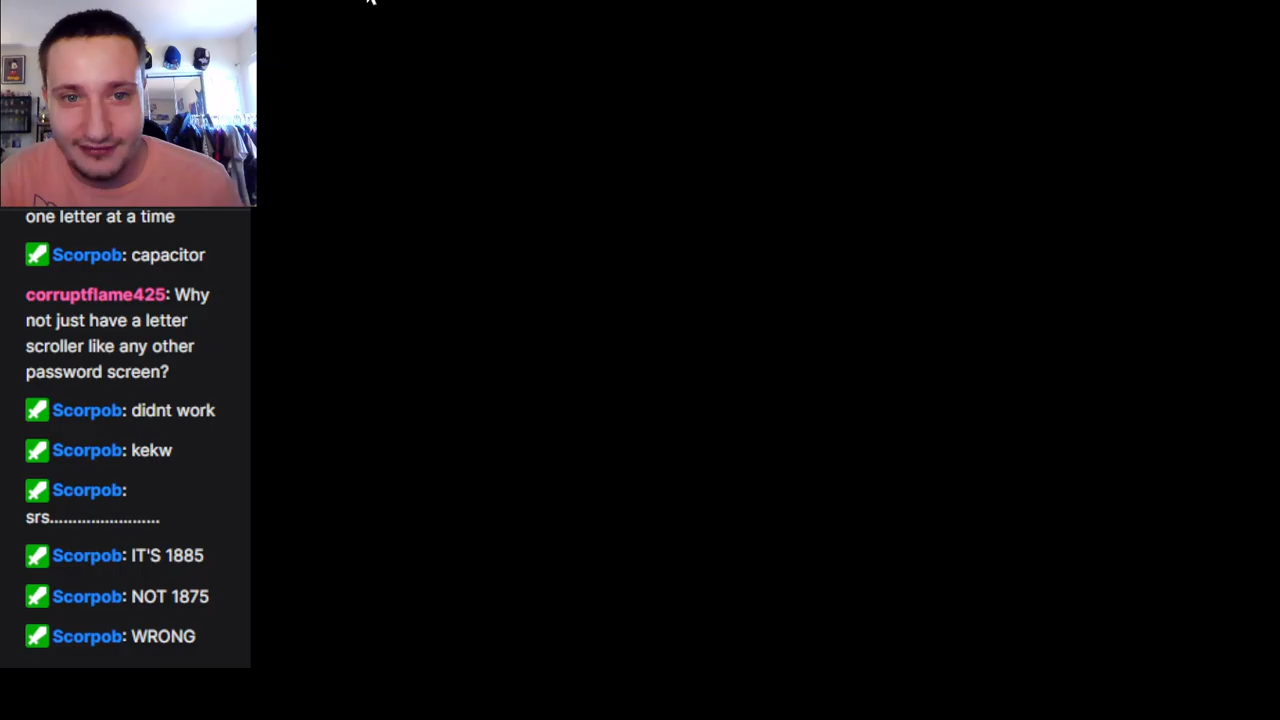 one letter at a time
Scorpob: capacitor
corruptflame425: Why
not just have a letter
scroller like any other
password screen?
Scorpob: didnt work
Scorpob: kekw
Scorpob:
srs........................
Scorpob: IT'S 1885
Scorpob: NOT 1875
Scorpob: WRONG